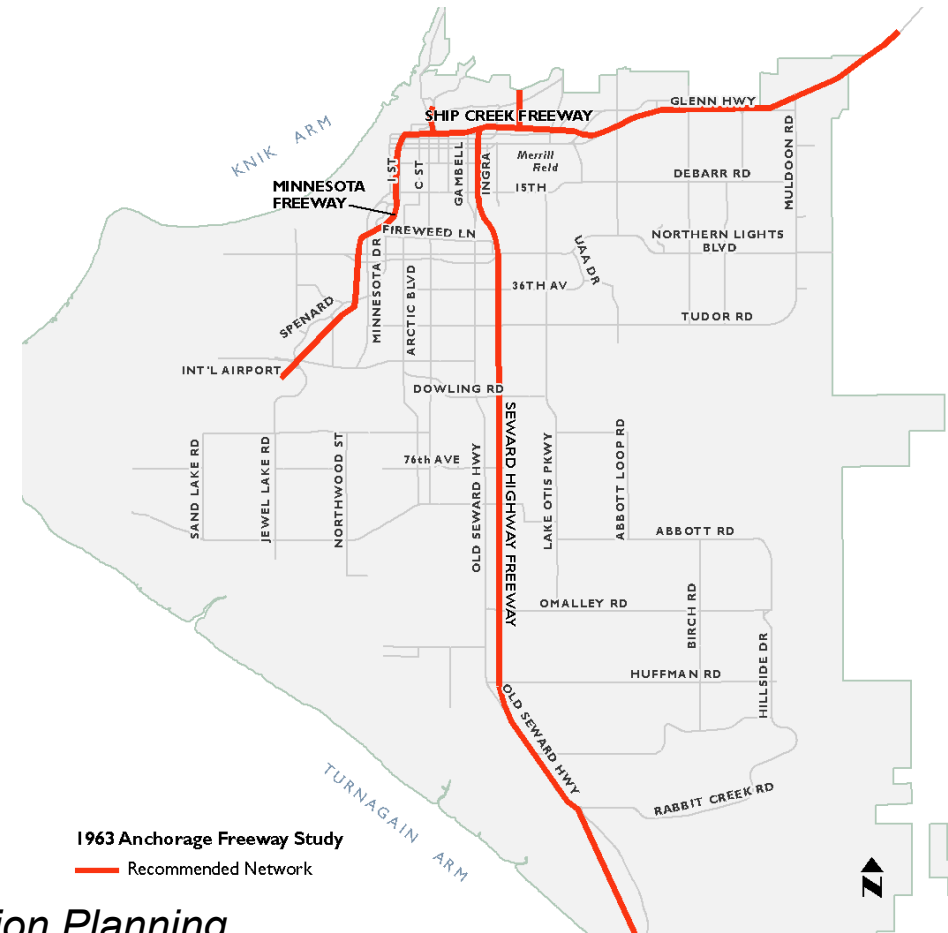 GLENN HWY
SHIP CREEK FREEWAY
KNIK ARM
Merrill
Field
I ST
C ST
GAMBELL
INGRA
15TH
DEBARR RD
MULDOON RD
MINNESOTA
FREEWAY
FIREWEED LN
NORTHERN LIGHTS
BLVD
UAA DR
MINNESOTA DR
ARCTIC BLVD
36TH AV
SPENARD
TUDOR RD
INT'L AIRPORT
DOWLING RD
SEWARD HIGHWAY FREEWAY
SAND LAKE RD
JEWEL LAKE RD
NORTHWOOD ST
76th AVE
OLD SEWARD HWY
LAKE OTIS PKWY
ABBOTT LOOP RD
ABBOTT RD
OMALLEY RD
BIRCH RD
HILLSIDE DR
HUFFMAN RD
OLD SEWARD HWY
RABBIT CREEK RD
TURNAGAIN ARM
1963 Anchorage Freeway Study
Recommended Network
N
ion Planning